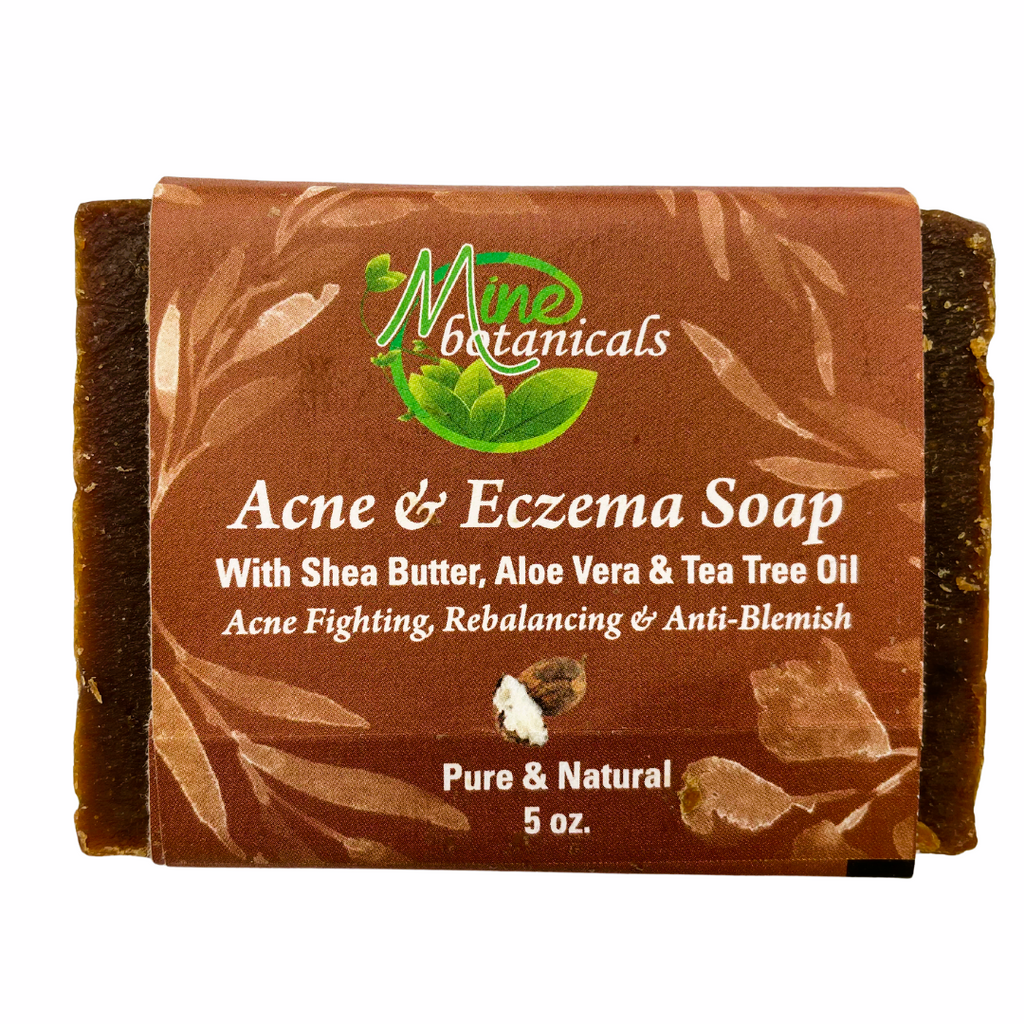 Mine
botanicals
Acne & Eczema Soap
With Shea Butter, Aloe Vera & Tea Tree Oil
Acne Fighting, Rebalancing & Anti-Blemish
Pure & Natural
5 oz.